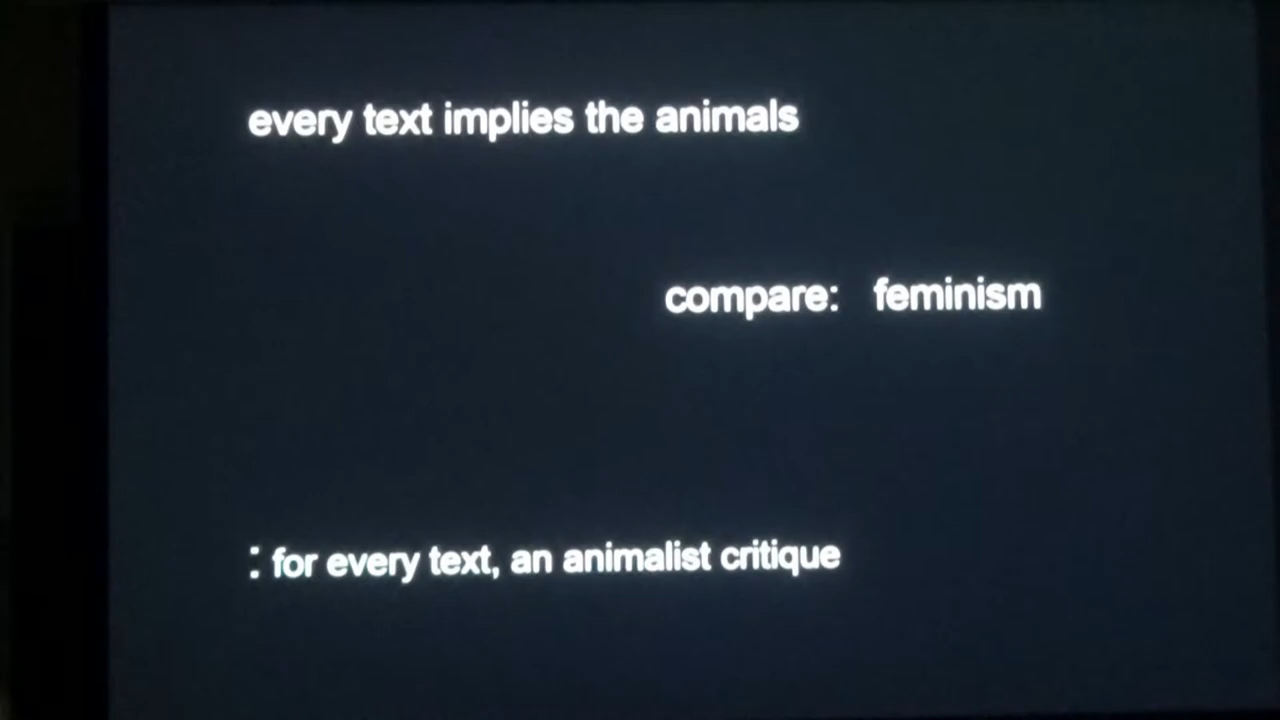 every text implies the animals
compare: feminism
: for every text, an animalist critique